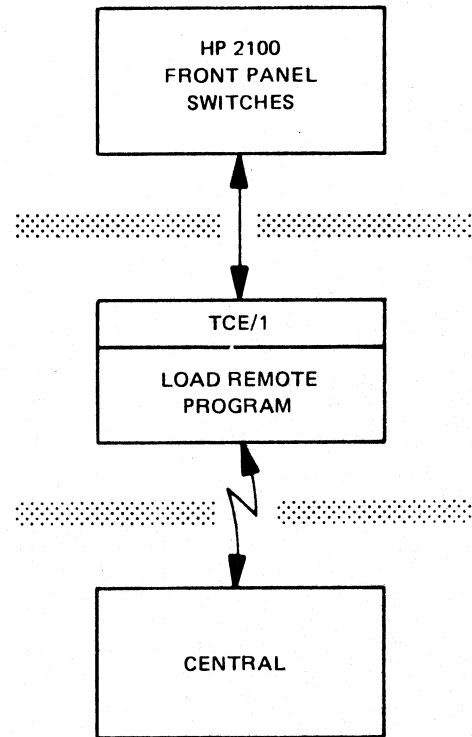 HP 2100
FRONT PANEL
SWITCHES
TCE/1
LOAD REMOTE
PROGRAM
CENTRAL